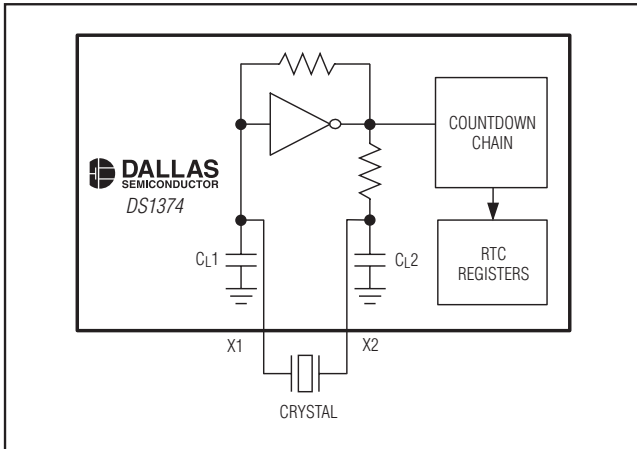 COUNTDOWN
CHAIN
DALLAS
SEMICONDUCTOR
DS1374
RTC
REGISTERS
CL1
CL2
X1
X2
CRYSTAL